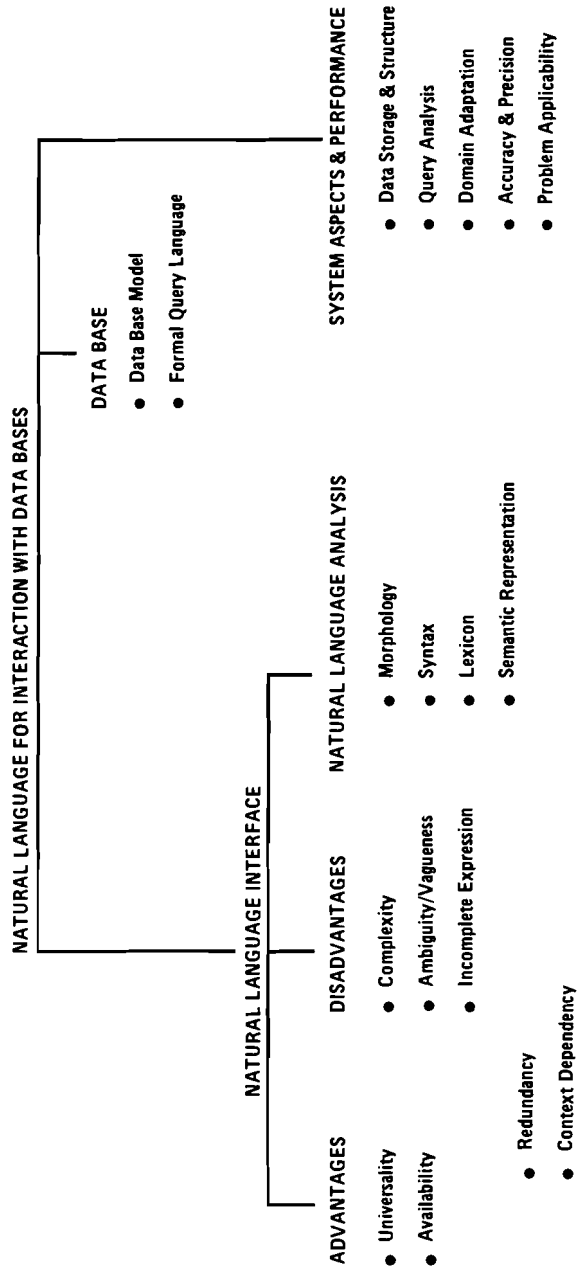 NATURAL LANGUAGE FOR INTERACTION WITH DATA BASES
NATURAL LANGUAGE INTERFACE
ADVANTAGES
● Universality
● Availability
DISADVANTAGES
● Complexity
● Ambiguity/Vagueness
● Incomplete Expression
● Redundancy
● Context Dependency
NATURAL LANGUAGE ANALYSIS
● Morphology
● Syntax
● Lexicon
● Semantic Representation
DATA BASE
● Data Base Model
● Formal Query Language
SYSTEM ASPECTS & PERFORMANCE
● Data Storage & Structure
● Query Analysis
● Domain Adaptation
● Accuracy & Precision
● Problem Applicability